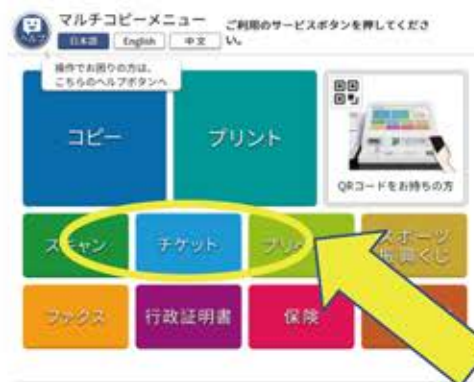 ヘルプ
マルチコピーメニュー
ご利用のサービスボタンを押してください。
日本語
English
中文
操作でお困りの方は、
こちらのヘルプボタンへ
コピー
プリント
QRコードをお持ちの方
スキャン
チケット
プリ
スポーツ
振興くじ
ファックス
行政証明書
保険